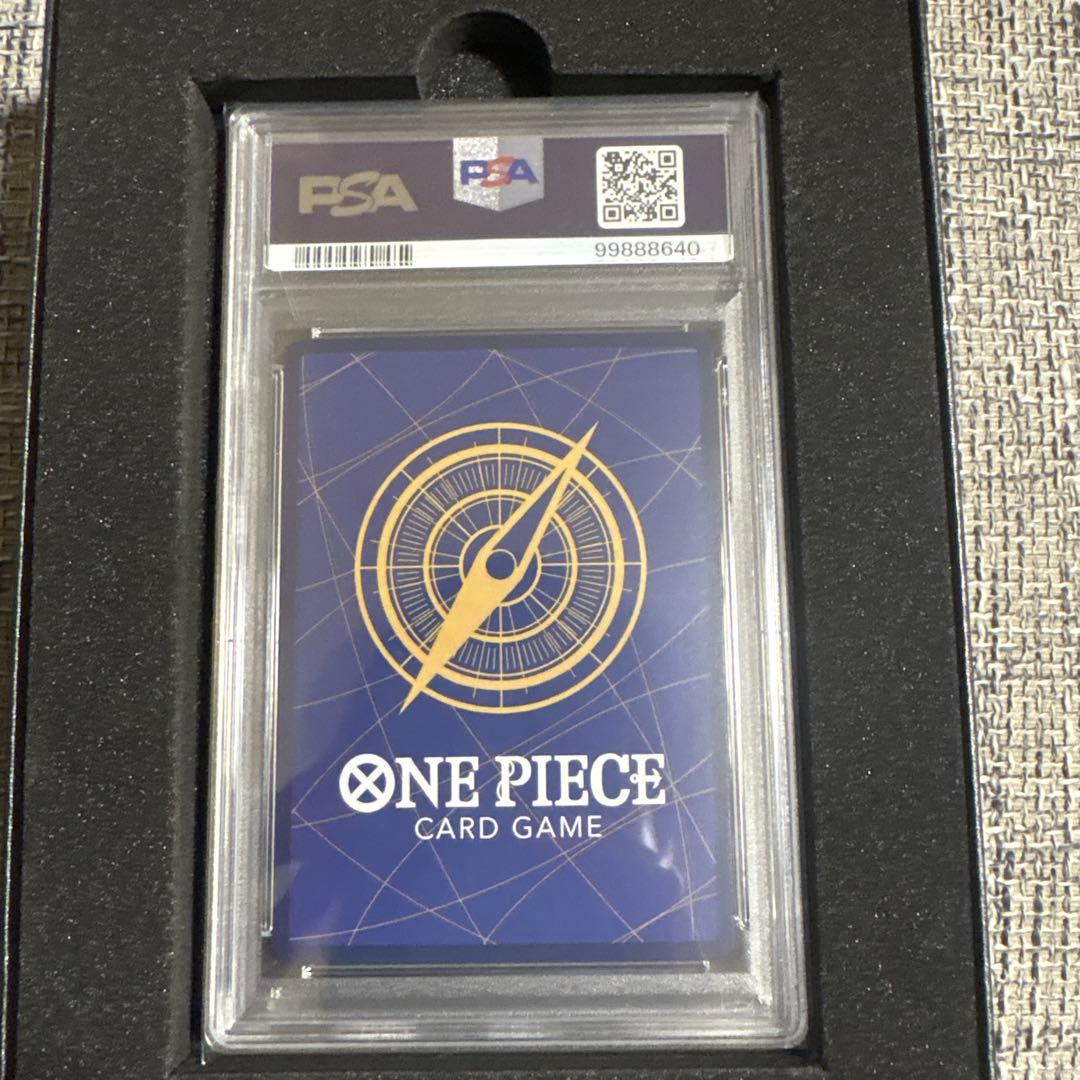 PSA
PSA
99888640
ONE PIECE
CARD GAME